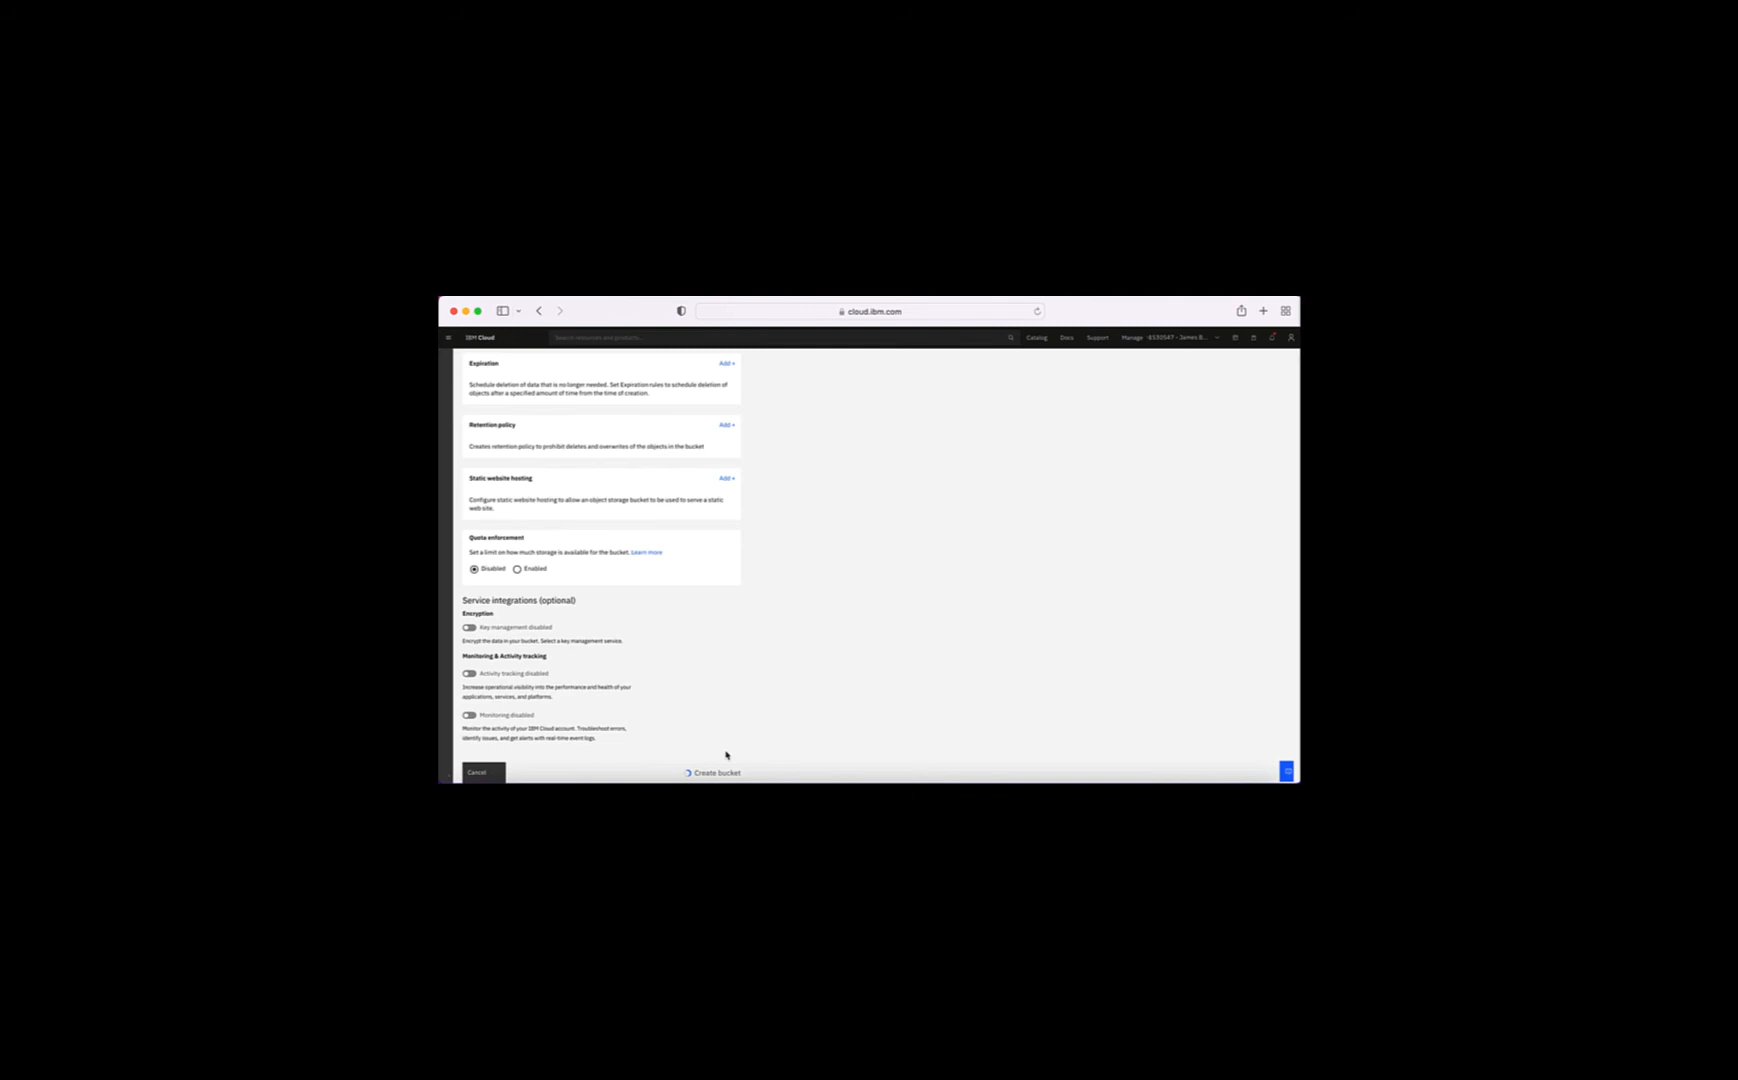 cloud.ibm.com
IBM Cloud
Search resources and products...
Catalog
Docs
Support
Manage
James B...
Expiration
Add +
Schedule deletion of data that is no longer needed. Set Expiration rules to schedule deletion of
objects after a specified amount of time from the time of creation.
Retention policy
Add +
Creates retention policy to prohibit deletes and overwrites of the objects in the bucket
Static website hosting
Add +
Configure static website hosting to allow an object storage bucket to be used to serve a static
web site.
Quota enforcement
Set a limit on how much storage is available for the bucket. Learn more
Disabled
Enabled
Service integrations (optional)
Encryption
Key management disabled
Encrypt the data in your bucket. Select a key management service.
Monitoring & Activity tracking
Activity tracking disabled
Increase operational visibility into the performance and health of your
applications, services, and platforms.
Monitoring disabled
Monitor the activity of your IBM Cloud account. Troubleshoot errors,
identify issues, and get alerts with real-time event logs.
Cancel
Create bucket